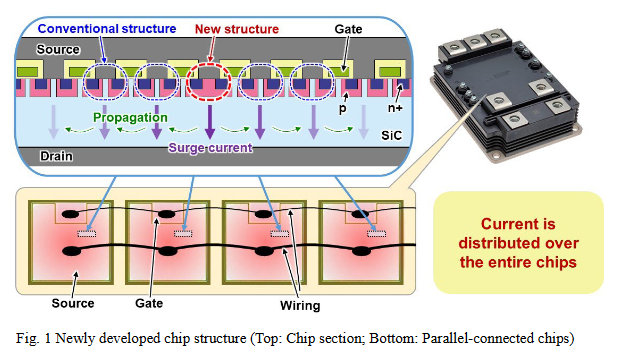 Conventional structure
New structure
Gate
Source
p
n+
Propagation
SiC
Surge current
Drain
Current is
distributed over
the entire chips
Source
Gate
Wiring
Fig. 1 Newly developed chip structure (Top: Chip section; Bottom: Parallel-connected chips)